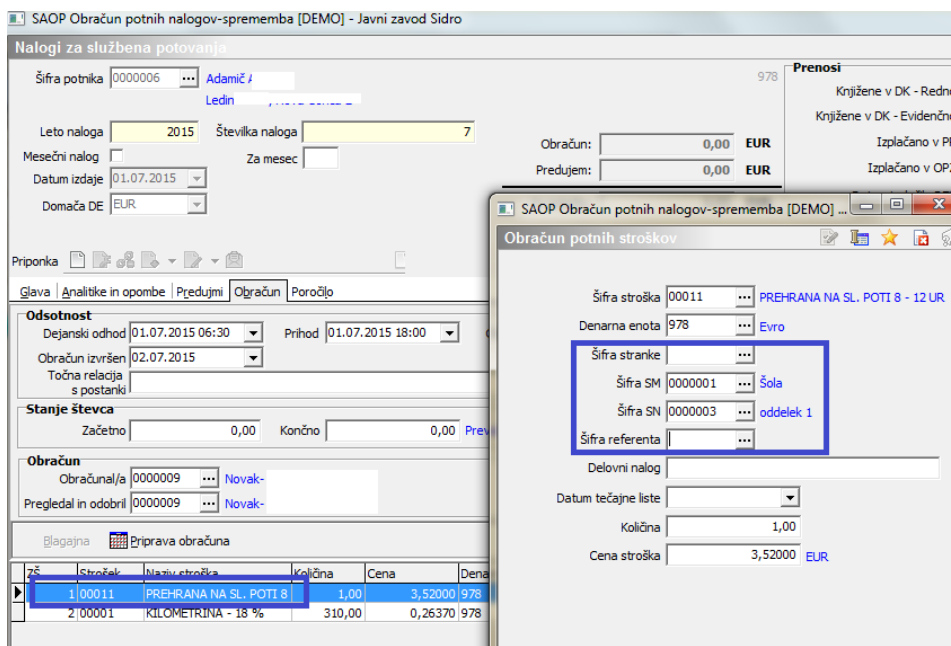 SAOP Obračun potnih nalogov-sprememba [DEMO] - Javni zavod Sidro
Nalogi za službena potovanja
Šifra potnika 0000006 ... Adamič
Ledin
978
Leto naloga 2015 Številka naloga 7
Mesečni nalog Za mesec
Datum izdaje 01.07.2015
Domača DE EUR
Obračun: 0,00 EUR
Predujem: 0,00 EUR
Prenosi
Knjižene v DK - Redno
Knjižene v DK - Evidenčno
Izplačano v
Izplačano v
Priponka
Glava Analitike in opombe Predujmi Obračun Poročilo
Odsotnost
Dejanski odhod 01.07.2015 06:30 Prihod 01.07.2015 18:00
Obračun izvršen 02.07.2015
Točna relacija
s postanki
Stanje števca
Začetno 0,00 Končno 0,00 Prev
Obračun
Obračunal/a 0000009 ... Novak-
Pregledal in odobril 0000009 ... Novak-
Blagajna Priprava obračuna
ZŠ Strošek Naziv stroška Količina Cena Dena
1 00011 PREHRANA NA SL. POTI 8 1,00 3,52000 978
2 00001 KILOMETRINA - 18 % 310,00 0,26370 978
SAOP Obračun potnih nalogov-sprememba [DEMO] ...
Obračun potnih stroškov
Šifra stroška 00011 ... PREHRANA NA SL. POTI 8 - 12 UR
Denarna enota 978 ... Evro
Šifra stranke ...
Šifra SM 0000001 ... Šola
Šifra SN 0000003 ... oddelek 1
Šifra referenta ...
Delovni nalog
Datum tečajne liste
Količina 1,00
Cena stroška 3,52000 EUR